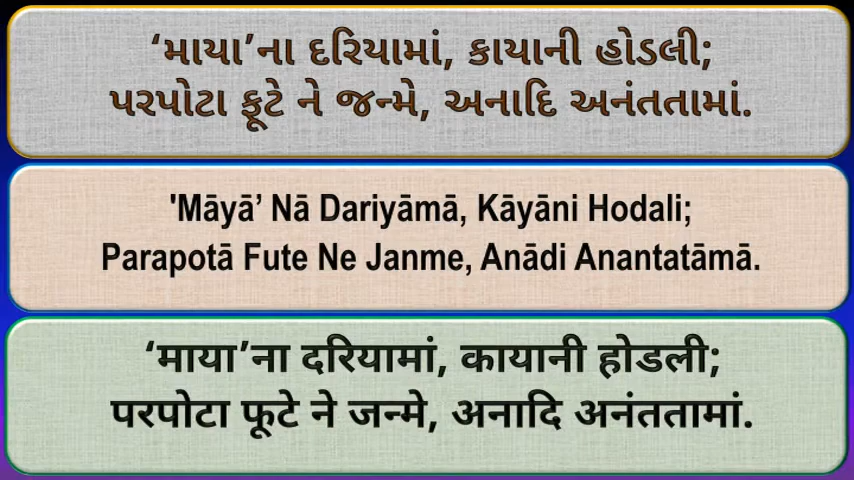 ‘માયા’ના દરિયામાં, કાયાની હોડલી;
પરપોટા ફૂટે ને જન્મે, અનાદિ અનંતતામાં.
'Māyā’ Nā Dariyāmā, Kāyāni Hodali;
Parapotā Fute Ne Janme, Anādi Anantatāmā.
‘माया’ना दरियामां, कायानी होडली;
परपोटा फूटे ने जन्मे, अनादि अनंततामां.